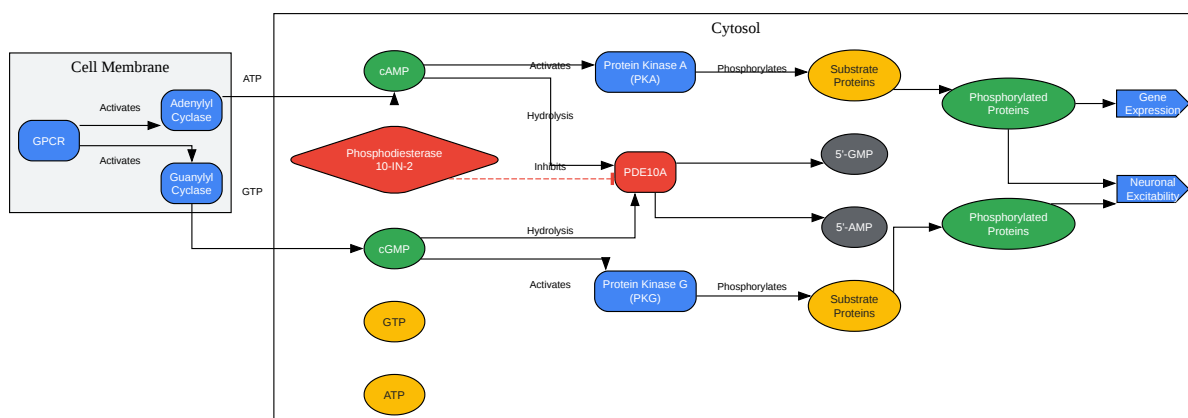 Cytosol
Cell Membrane
ATP
cAMP
Activates
Protein Kinase A
(PKA)
Phosphorylates
Substrate
Proteins
Phosphorylated
Proteins
Gene
Expression
Activates
Adenylyl
Cyclase
Hydrolysis
GPCR
Phosphodiesterase
10-IN-2
Inhibits
PDE10A
5'-GMP
Activates
Guanylyl
Cyclase
GTP
Neuronal
Excitability
cGMP
Hydrolysis
5'-AMP
Phosphorylated
Proteins
Activates
Protein Kinase G
(PKG)
Phosphorylates
Substrate
Proteins
GTP
ATP